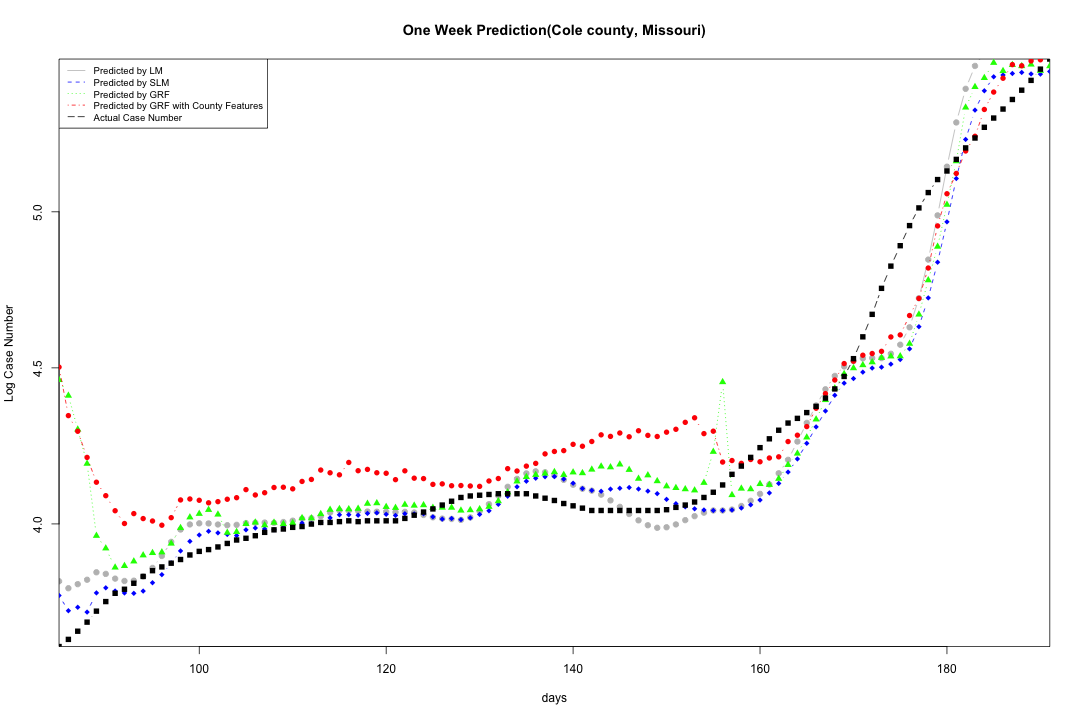 One Week Prediction(Cole county, Missouri)
Predicted by LM
Predicted by SLM
Predicted by GRF
Predicted by GRF with County Features
Actual Case Number
5.0
4.5
4.0
Log Case Number
100 120 140 160 180
days